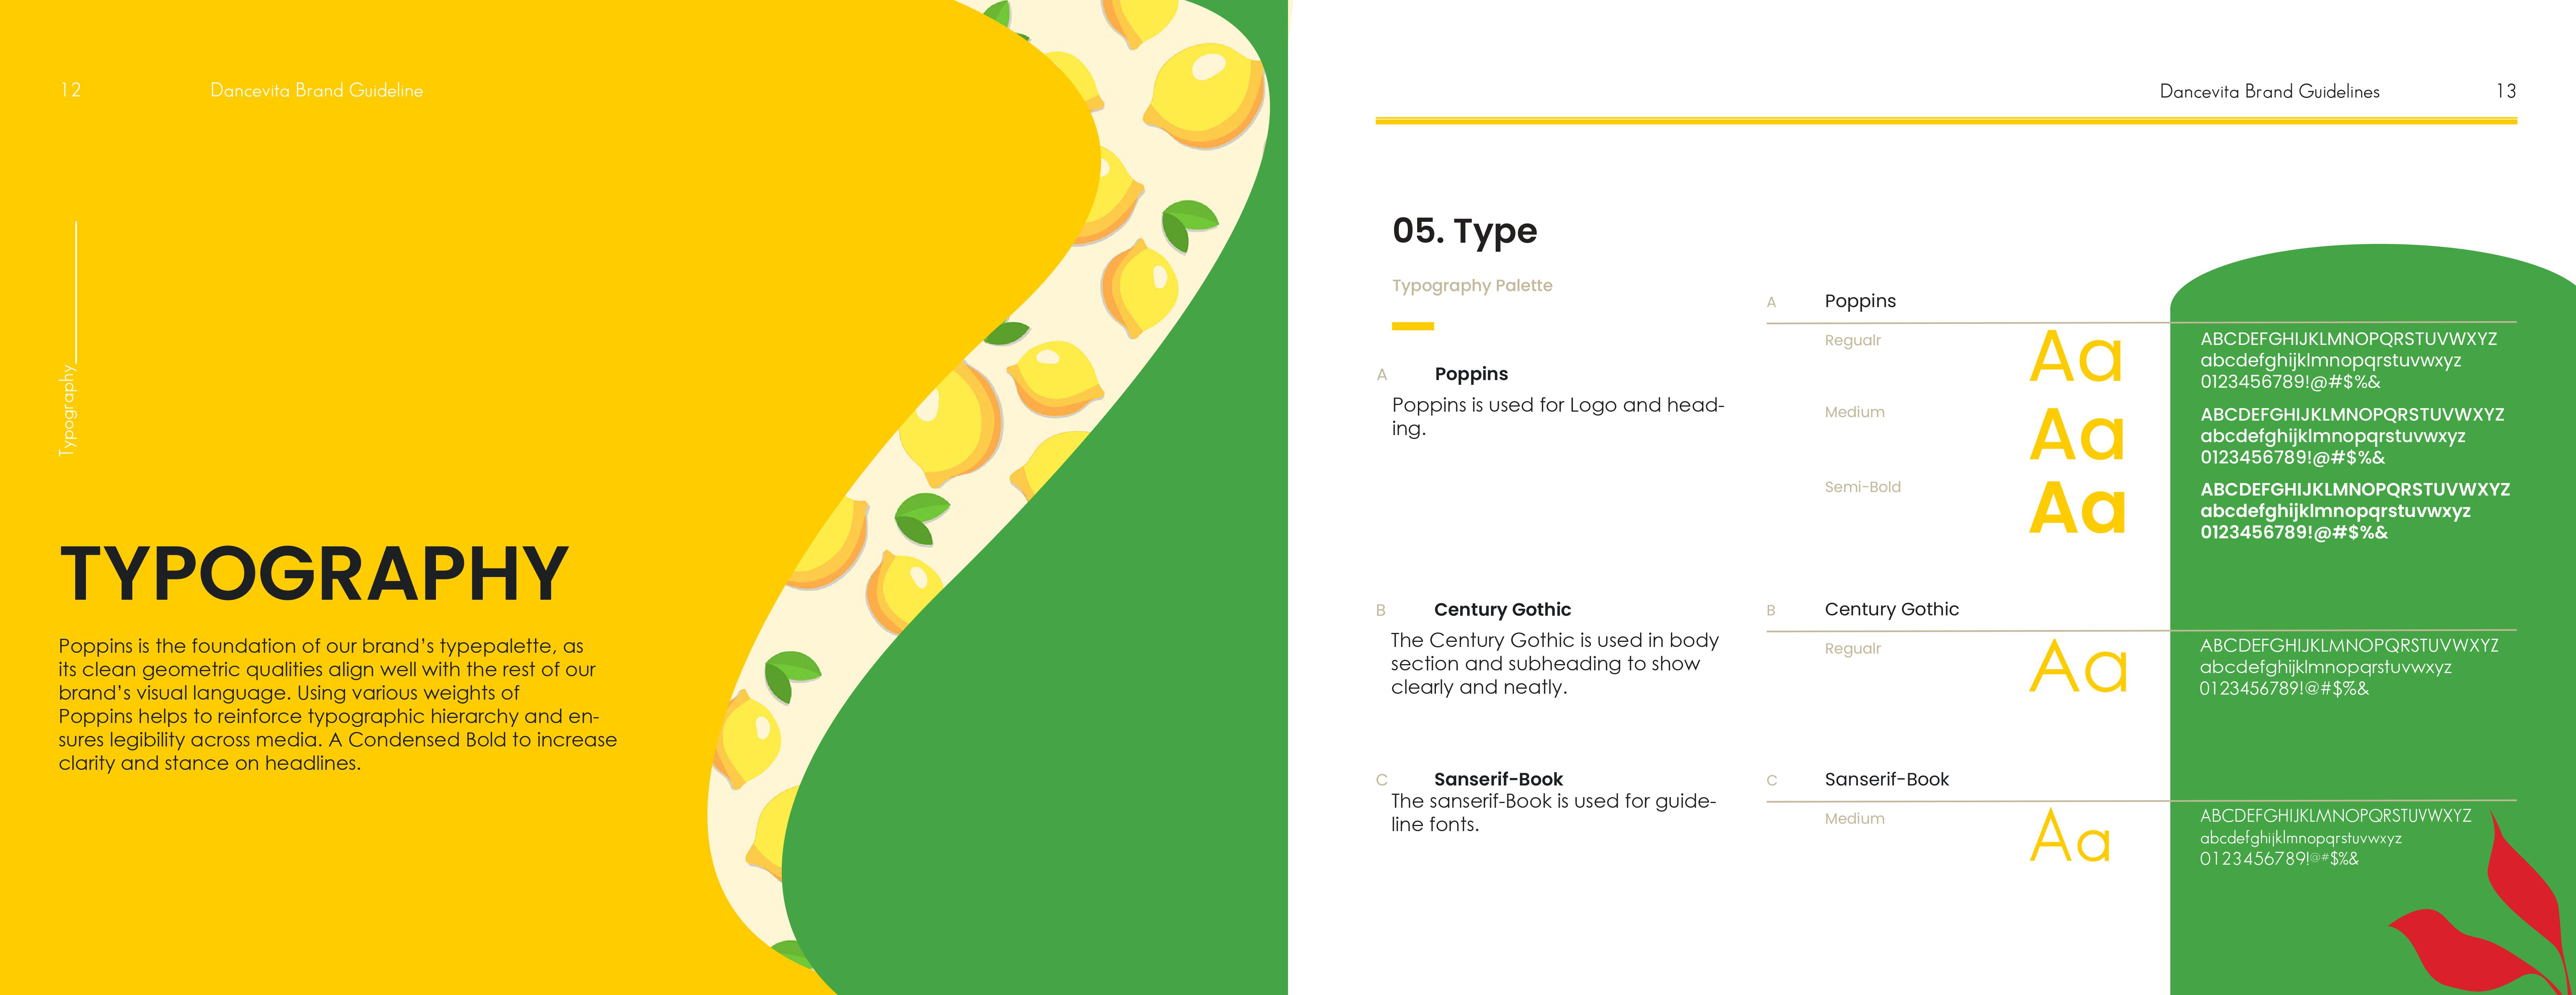 12
Dancevita Brand Guideline
Typography
TYPOGRAPHY
Poppins is the foundation of our brand’s typepalette, as
its clean geometric qualities align well with the rest of our
brand’s visual language. Using various weights of
Poppins helps to reinforce typographic hierarchy and en-
sures legibility across media. A Condensed Bold to increase
clarity and stance on headlines.
Dancevita Brand Guidelines
13
05. Type
Typography Palette
A Poppins
Poppins is used for Logo and head-
ing.
B Century Gothic
The Century Gothic is used in body
section and subheading to show
clearly and neatly.
C Sanserif-Book
The sanserif-Book is used for guide-
line fonts.
A Poppins
Regualr
Aa
ABCDEFGHIJKLMNOPQRSTUVWXYZ
abcdefghijklmnopqrstuvwxyz
0123456789!@#$%&
Medium
Aa
ABCDEFGHIJKLMNOPQRSTUVWXYZ
abcdefghijklmnopqrstuvwxyz
0123456789!@#$%&
Semi-Bold
Aa
ABCDEFGHIJKLMNOPQRSTUVWXYZ
abcdefghijklmnopqrstuvwxyz
0123456789!@#$%&
B Century Gothic
Regualr
Aa
ABCDEFGHIJKLMNOPQRSTUVWXYZ
abcdefghijklmnopqrstuvwxyz
0123456789!@#$%&
C Sanserif-Book
Medium
Aa
ABCDEFGHIJKLMNOPQRSTUVWXYZ
abcdefghijklmnopqrstuvwxyz
0123456789!@#$%&